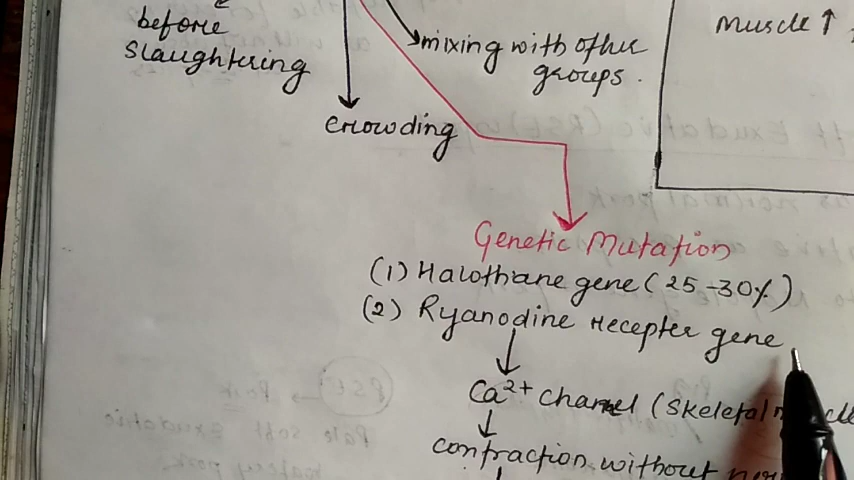 before
slaughtering
mixing with other
groups.
crowding
Muscle ↑
Genetic Mutation
(1) Halothane gene (25-30%)
(2) Ryanodine recepter gene
Ca²⁺ channel (Skeletal
contraction without